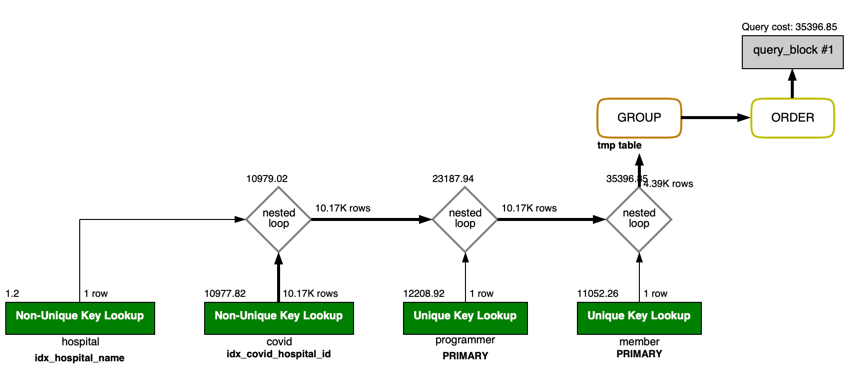 Query cost: 35396.85
query_block #1
GROUP
ORDER
tmp table
10979.02
23187.94
35396.85
4.39K rows
nested
loop
10.17K rows
nested
loop
10.17K rows
nested
loop
1.2
1 row
10977.82
10.17K rows
12208.92
1 row
11052.26
1 row
Non-Unique Key Lookup
Non-Unique Key Lookup
Unique Key Lookup
Unique Key Lookup
hospital
covid
programmer
member
idx_hospital_name
idx_covid_hospital_id
PRIMARY
PRIMARY